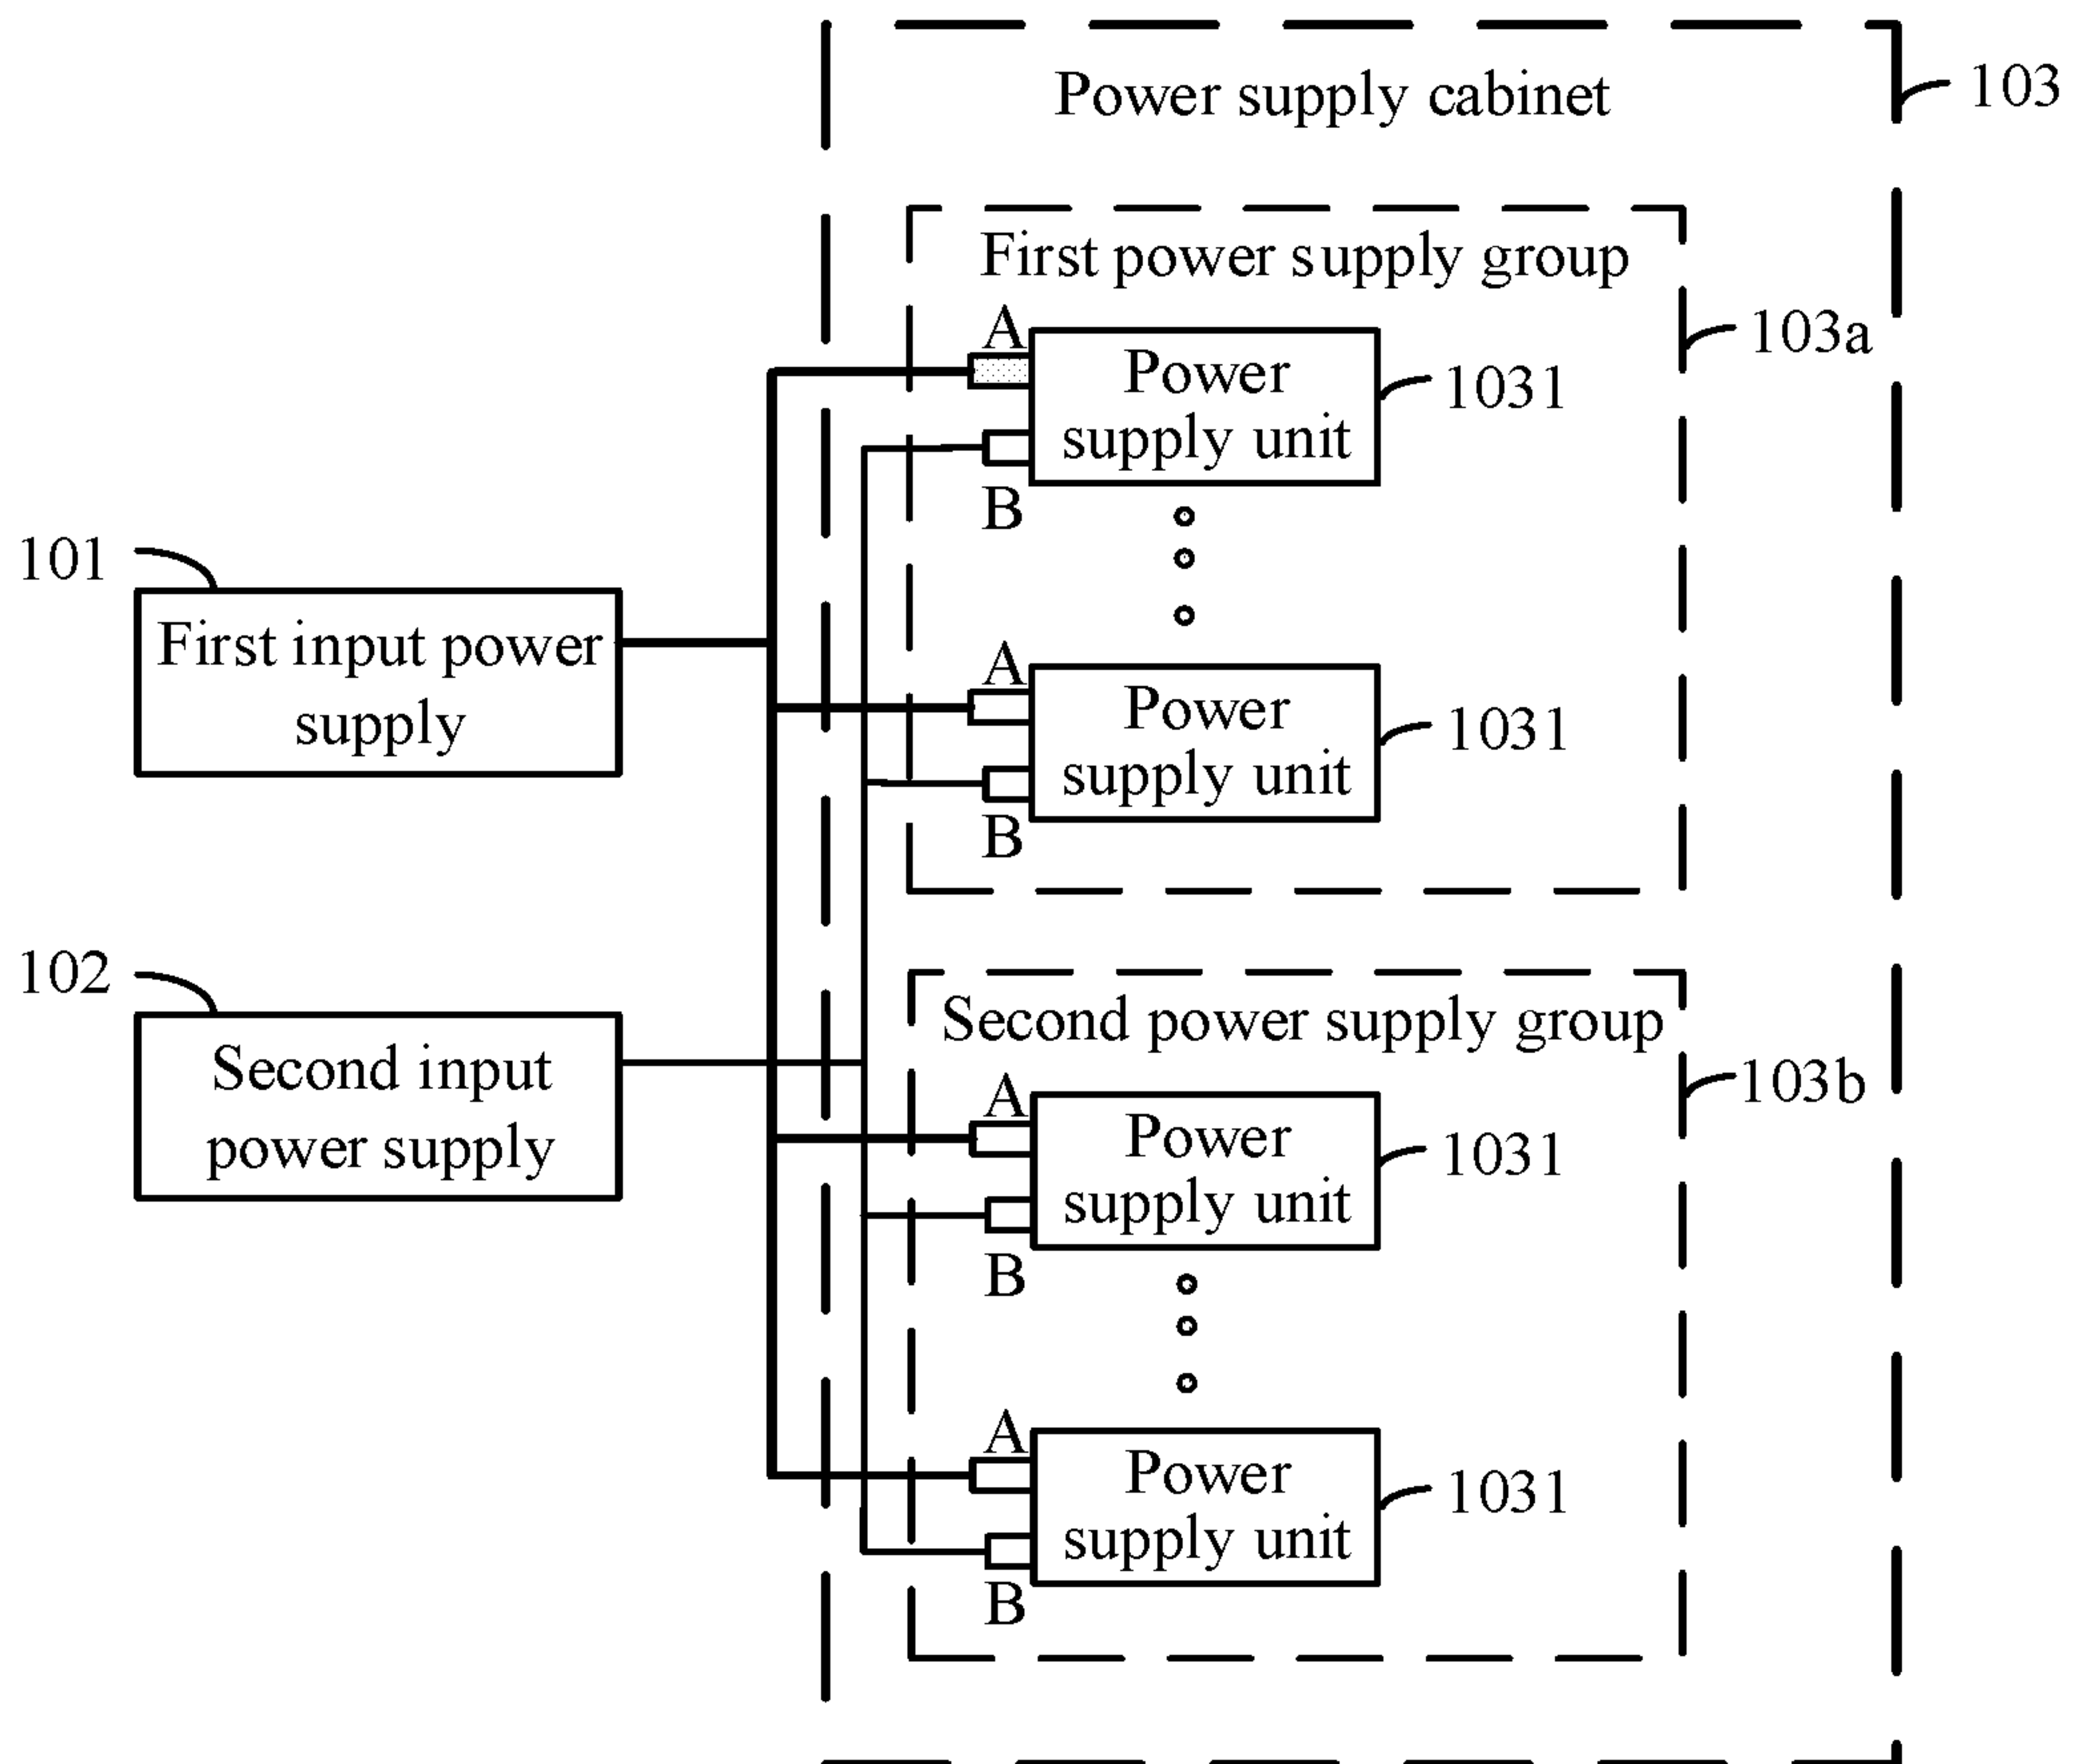 Power supply cabinet
103
First power supply group
103a
A
Power
supply unit
1031
B
101
First input power
supply
A
Power
supply unit
1031
B
102
Second input
power supply
Second power supply group
103b
A
Power
supply unit
1031
B
A
Power
supply unit
1031
B